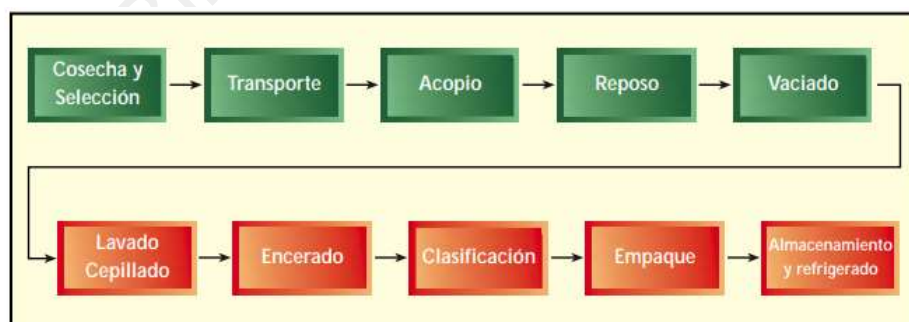 Cosecha y
Selección
Transporte
Acopio
Reposo
Vaciado
Lavado
Cepillado
Encerado
Clasificación
Empaque
Almacenamiento
y refrigerado